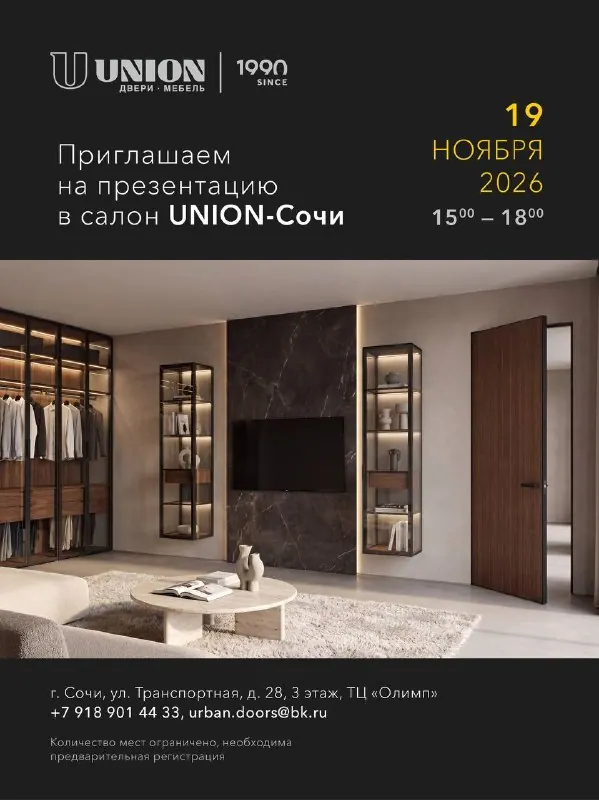 UNION
ДВЕРИ · МЕБЕЛЬ
1990
SINCE
19
НОЯБРЯ
2026
15⁰⁰ – 18⁰⁰
Приглашаем
на презентацию
в салон UNION-Сочи
г. Сочи, ул. Транспортная, д. 28, 3 этаж, ТЦ «Олимп»
+7 918 901 44 33, urban.doors@bk.ru
Количество мест ограничено, необходима
предварительная регистрация